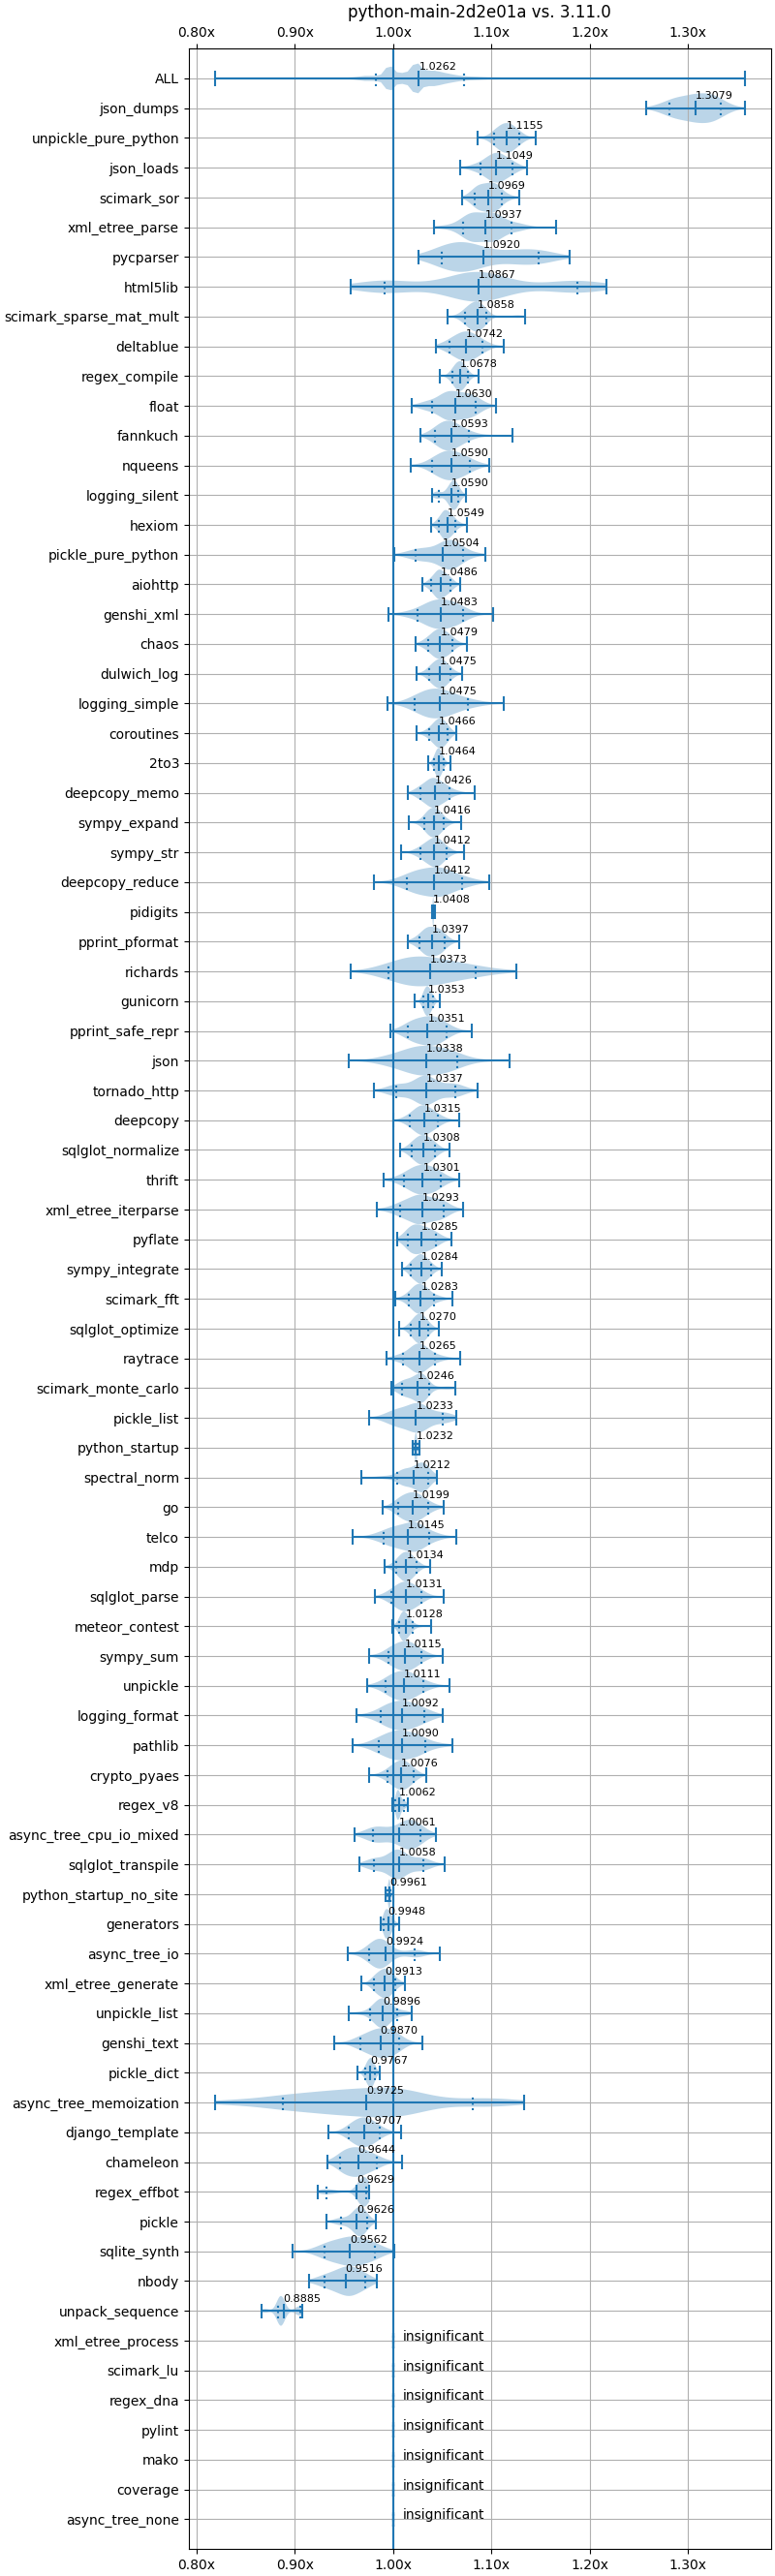 python-main-2d2e01a vs. 3.11.0
0.80x 0.90x 1.00x 1.10x 1.20x 1.30x
ALL 1.0262
json_dumps 1.3079
unpickle_pure_python 1.1155
json_loads 1.1049
scimark_sor 1.0969
xml_etree_parse 1.0937
pycparser 1.0920
html5lib 1.0867
scimark_sparse_mat_mult 1.0858
deltablue 1.0742
regex_compile 1.0678
float 1.0630
fannkuch 1.0593
nqueens 1.0590
logging_silent 1.0590
hexiom 1.0549
pickle_pure_python 1.0504
aiohttp 1.0486
genshi_xml 1.0483
chaos 1.0479
dulwich_log 1.0475
logging_simple 1.0475
coroutines 1.0466
2to3 1.0464
deepcopy_memo 1.0426
sympy_expand 1.0416
sympy_str 1.0412
deepcopy_reduce 1.0412
pidigits 1.0408
pprint_pformat 1.0397
richards 1.0373
gunicorn 1.0353
pprint_safe_repr 1.0351
json 1.0338
tornado_http 1.0337
deepcopy 1.0315
sqlglot_normalize 1.0308
thrift 1.0301
xml_etree_iterparse 1.0293
pyflate 1.0285
sympy_integrate 1.0284
scimark_fft 1.0283
sqlglot_optimize 1.0270
raytrace 1.0265
scimark_monte_carlo 1.0246
pickle_list 1.0233
python_startup 1.0232
spectral_norm 1.0212
go 1.0199
telco 1.0145
mdp 1.0134
sqlglot_parse 1.0131
meteor_contest 1.0128
sympy_sum 1.0115
unpickle 1.0111
logging_format 1.0092
pathlib 1.0090
crypto_pyaes 1.0076
regex_v8 1.0062
async_tree_cpu_io_mixed 1.0061
sqlglot_transpile 1.0058
python_startup_no_site 0.9961
generators 0.9948
async_tree_io 0.9924
xml_etree_generate 0.9913
unpickle_list 0.9896
genshi_text 0.9870
pickle_dict 0.9767
async_tree_memoization 0.9725
django_template 0.9707
chameleon 0.9644
regex_effbot 0.9629
pickle 0.9626
sqlite_synth 0.9562
nbody 0.9516
unpack_sequence 0.8885
xml_etree_process insignificant
scimark_lu insignificant
regex_dna insignificant
pylint insignificant
mako insignificant
coverage insignificant
async_tree_none insignificant
0.80x 0.90x 1.00x 1.10x 1.20x 1.30x